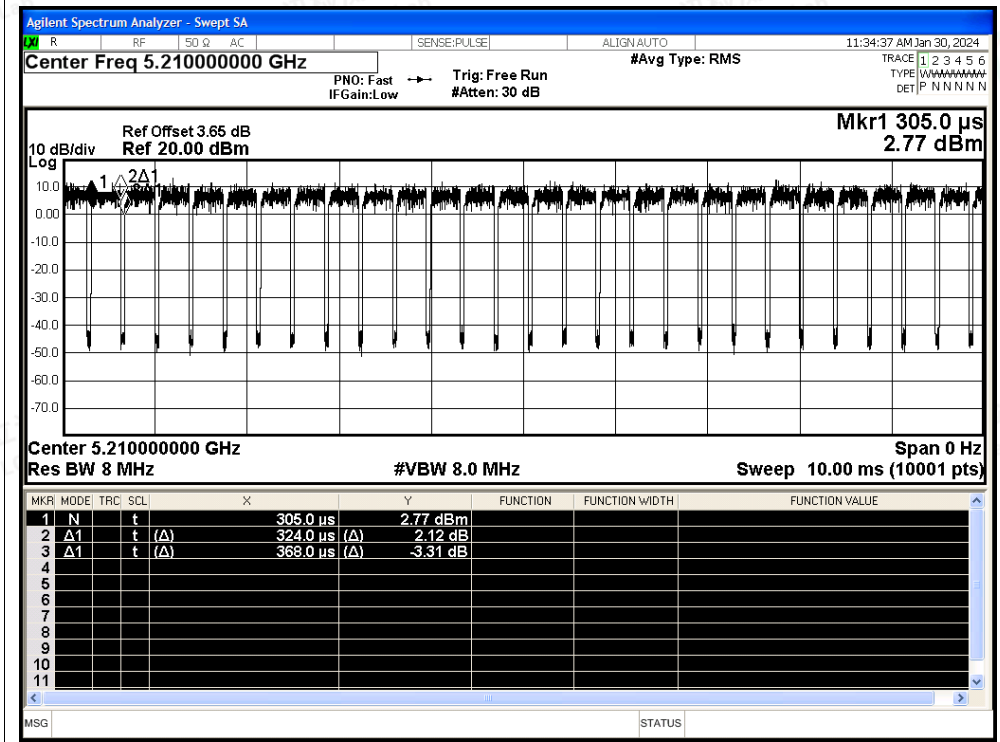 Agilent Spectrum Analyzer - Swept SA
LXI R RF 50 Ω AC SENSE:PULSE ALIGN AUTO 11:34:37 AM Jan 30, 2024
Center Freq 5.210000000 GHz #Avg Type: RMS TRACE 1 2 3 4 5 6
PNO: Fast Trig: Free Run TYPE W
IFGain:Low #Atten: 30 dB DET P N N N N N
Mkr1 305.0 µs
Ref Offset 3.65 dB
10 dB/div Ref 20.00 dBm 2.77 dBm
Log
1 2Δ1
10.0
0.00
-10.0
-20.0
-30.0
-40.0
-50.0
-60.0
-70.0
Center 5.210000000 GHz Span 0 Hz
Res BW 8 MHz #VBW 8.0 MHz Sweep 10.00 ms (10001 pts)
MKR MODE TRC SCL X Y FUNCTION FUNCTION WIDTH FUNCTION VALUE
1 N t 305.0 µs 2.77 dBm
2 Δ1 t (Δ) 324.0 µs (Δ) 2.12 dB
3 Δ1 t (Δ) 368.0 µs (Δ) -3.31 dB
4
5
6
7
8
9
10
11
MSG STATUS